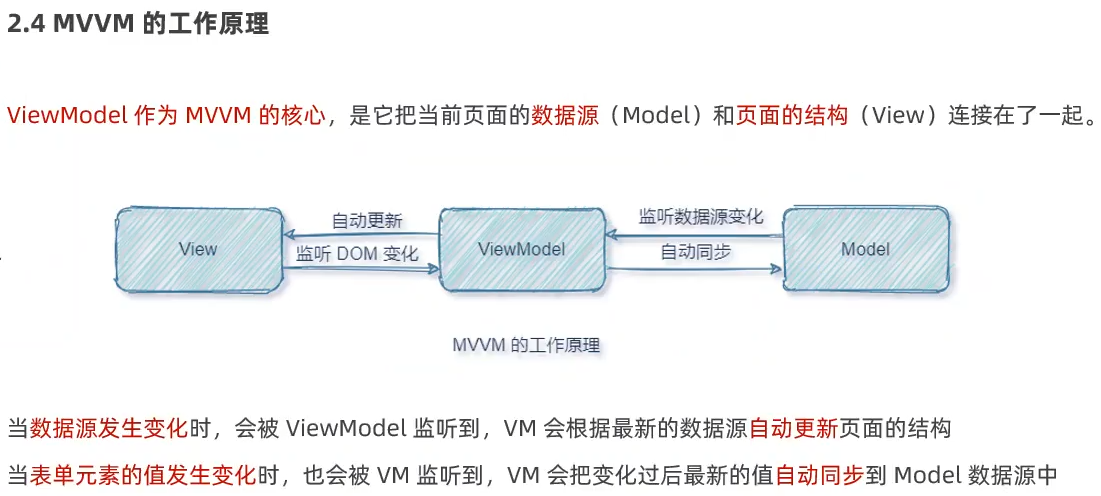 2.4 MVVM 的工作原理
ViewModel 作为 MVVM 的核心，是它把当前页面的数据源（Model）和页面的结构（View）连接在了一起。
自动更新
监听数据源变化
View
监听 DOM 变化
ViewModel
自动同步
Model
MVVM 的工作原理
当数据源发生变化时，会被 ViewModel 监听到，VM 会根据最新的数据源自动更新页面的结构
当表单元素的值发生变化时，也会被 VM 监听到，VM 会把变化过后最新的值自动同步到 Model 数据源中